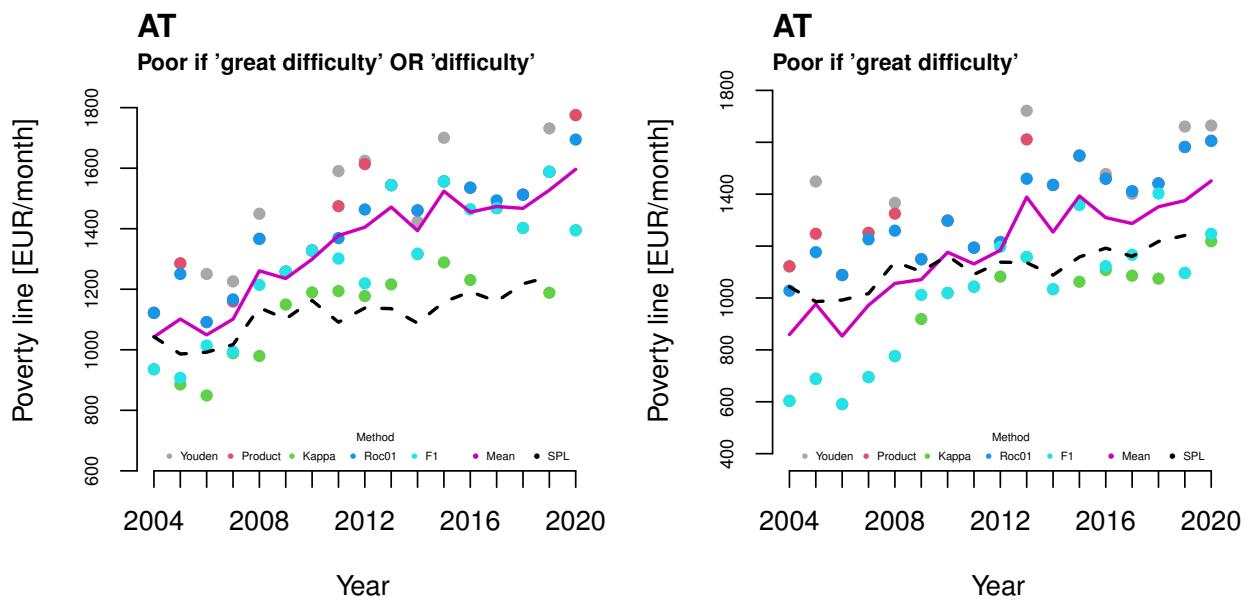 AT
Poor if ’great difficulty’ OR ’difficulty’
Poverty line [EUR/month]
1800
1600
1400
1200
1000
800
600
Method
Youden Product Kappa Roc01 F1 Mean SPL
2004 2008 2012 2016 2020
Year
AT
Poor if ’great difficulty’
Poverty line [EUR/month]
1800
1400
1000
800
600
400
Method
Youden Product Kappa Roc01 F1 Mean SPL
2004 2008 2012 2016 2020
Year